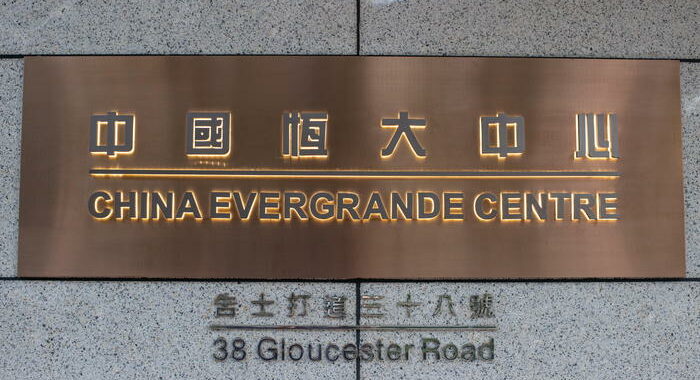 中國恆大中心
CHINA EVERGRANDE CENTRE
告士打道三十八號
38 Gloucester Road